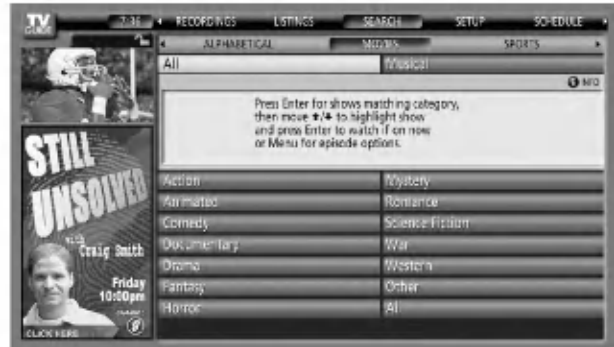 TV
GUIDE
7:36
RECORDINGS LISTINGS SEARCH SETUP SCHEDULE
ALPHABETICAL MOVIES SPORTS
All Musical
INFO
Press Enter for shows matching category,
then move ↑/↓ to highlight show
and press Enter to watch if on now
or Menu for episode options.
STILL
UNSOLVED
with
Craig Smith
Friday
10:00pm
CLICK HERE
Action Mystery
Animated Romance
Comedy Science Fiction
Documentary War
Drama Western
Fantasy Other
Horror All